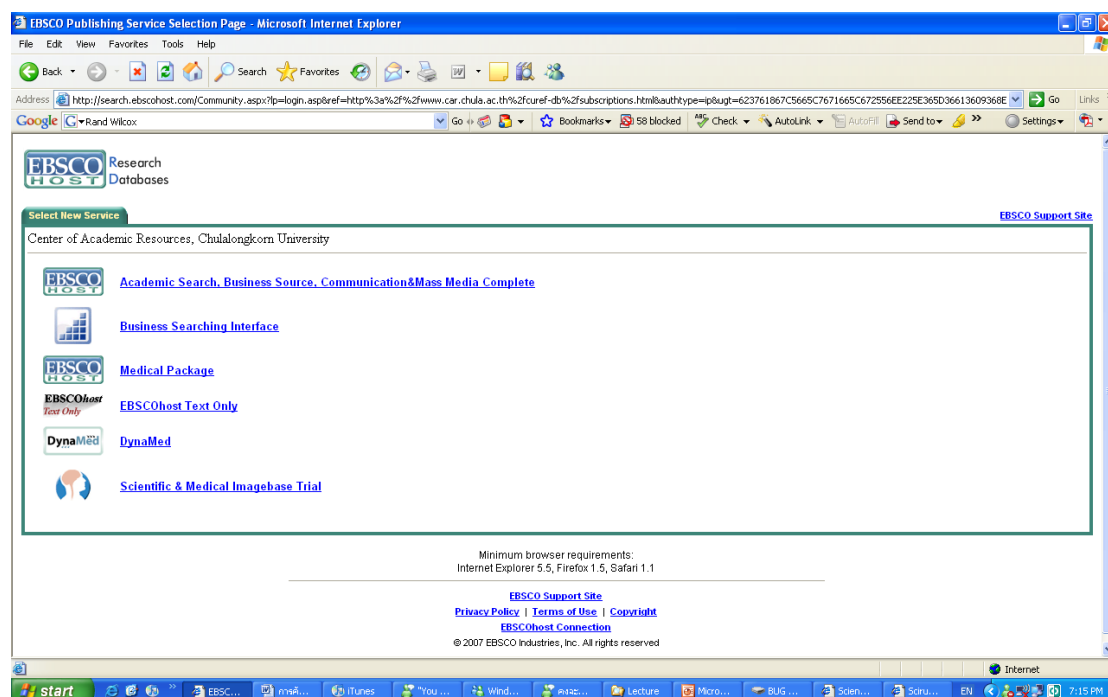 EBSCO Publishing Service Selection Page - Microsoft Internet Explorer
File Edit View Favorites Tools Help
Back Search Favorites
Address http://search.ebscohost.com/Community.aspx?lp=login.asp&ref=http%3a%2f%2fwww.car.chula.ac.th%2fcuref-db%2fsubscriptions.html&authtype=ip&ugt=623761867C5665C7671665C672556EE225E365D36613609368E Go Links
Google Rand Wilcox Go Bookmarks 58 blocked Check AutoLink AutoFill Send to Settings
EBSCO HOST Research Databases
Select New Service EBSCO Support Site
Center of Academic Resources, Chulalongkorn University
EBSCO HOST Academic Search, Business Source, Communication&Mass Media Complete
Business Searching Interface
EBSCO HOST Medical Package
EBSCOhost Text Only EBSCOhost Text Only
DynaMed DynaMed
Scientific & Medical Imagebase Trial
Minimum browser requirements:
Internet Explorer 5.5, Firefox 1.5, Safari 1.1
EBSCO Support Site
Privacy Policy | Terms of Use | Copyright
EBSCOhost Connection
© 2007 EBSCO Industries, Inc. All rights reserved
Internet
start EBSC... iTunes "You ... Wind... Lecture Micro... BUG ... Scien... Sciru... EN 7:15 PM